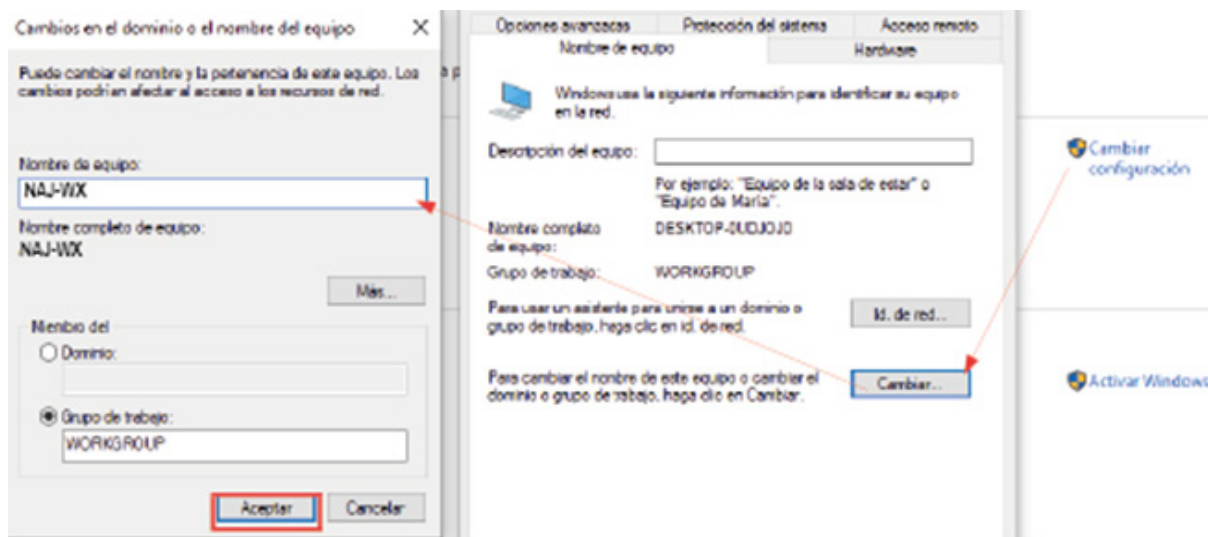 Cambios en el dominio o el nombre del equipo
Puede cambiar el nombre y la pertenencia de este equipo. Los
cambios podrían afectar al acceso a los recursos de red.
Nombre de equipo:
NAJ-WX
Nombre completo de equipo:
NAJ-WX
Más...
Miembro del
Dominio:
Grupo de trabajo:
WORKGROUP
Aceptar
Cancelar
Opciones avanzadas
Protección del sistema
Acceso remoto
Nombre de equipo
Hardware
Windows usa la siguiente información para identificar su equipo
en la red.
Descripción del equipo:
Por ejemplo: "Equipo de la sala de estar" o
"Equipo de María".
Nombre completo
de equipo:
Grupo de trabajo:
WORKGROUP
Para usar un asistente para unirse a un dominio o
grupo de trabajo, haga clic en Id. de red.
Id. de red...
Para cambiar el nombre de este equipo o cambiar el
dominio o grupo de trabajo, haga clic en Cambiar.
Cambiar...
Cambiar
configuración
Activar Windows